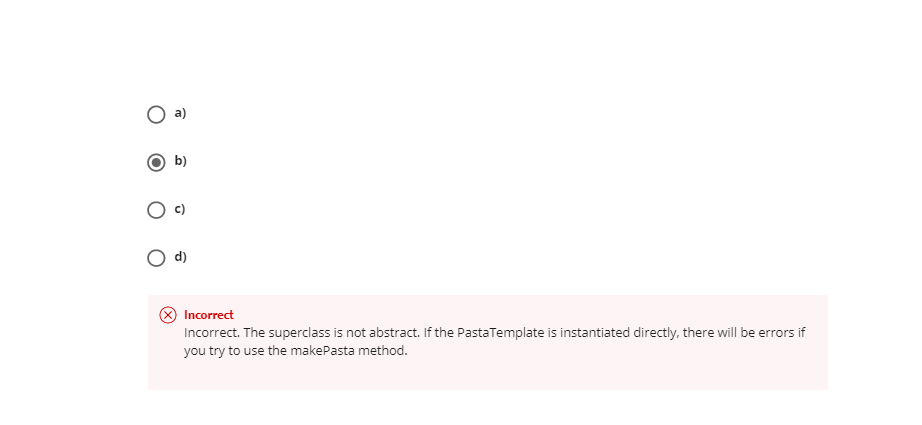 a)
b)
c)
d)
Incorrect
Incorrect. The superclass is not abstract. If the PastaTemplate is instantiated directly, there will be errors if
you try to use the makePasta method.